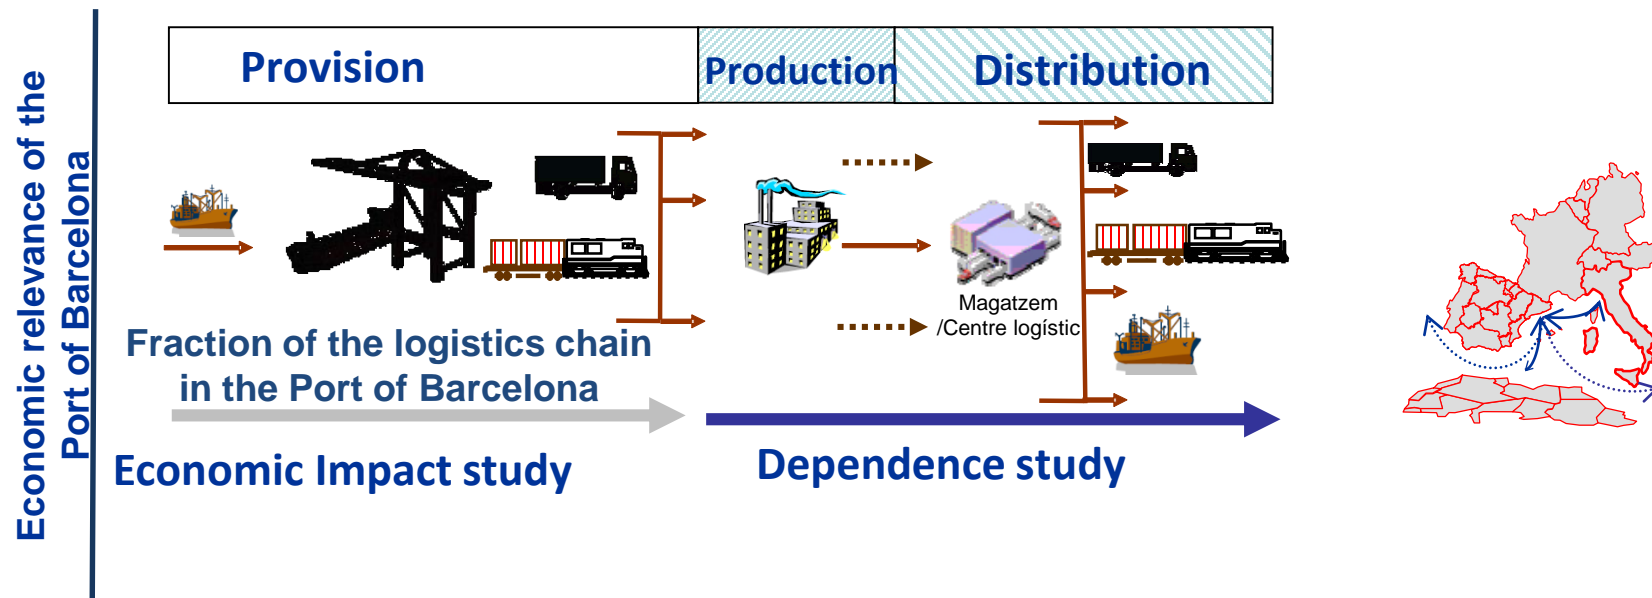 Economic relevance of the
Port of Barcelona
Provision
Production
Distribution
Magatzem
/Centre logístic
Fraction of the logistics chain
in the Port of Barcelona
Economic Impact study
Dependence study